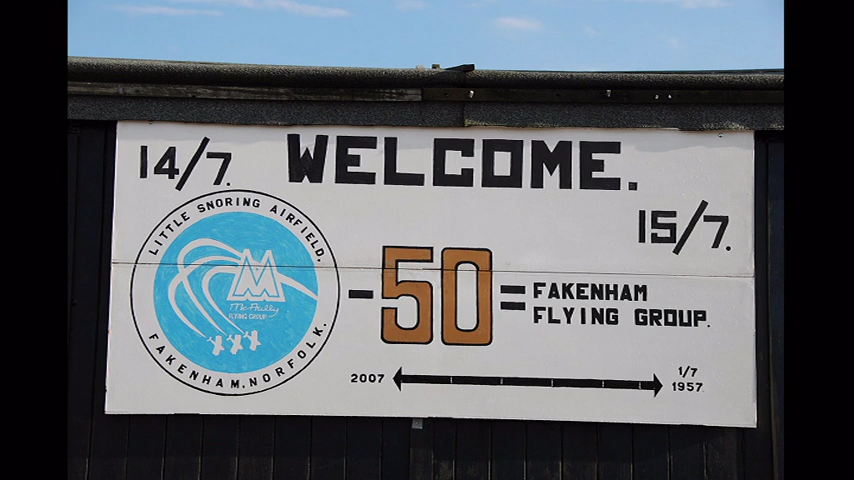 14/7.
WELCOME.
15/7.
LITTLE SNORING AIRFIELD,
McAully
FLYING GROUP
FAKENHAM, NORFOLK.
-50=
FAKENHAM
FLYING GROUP.
2007
1/7
1957